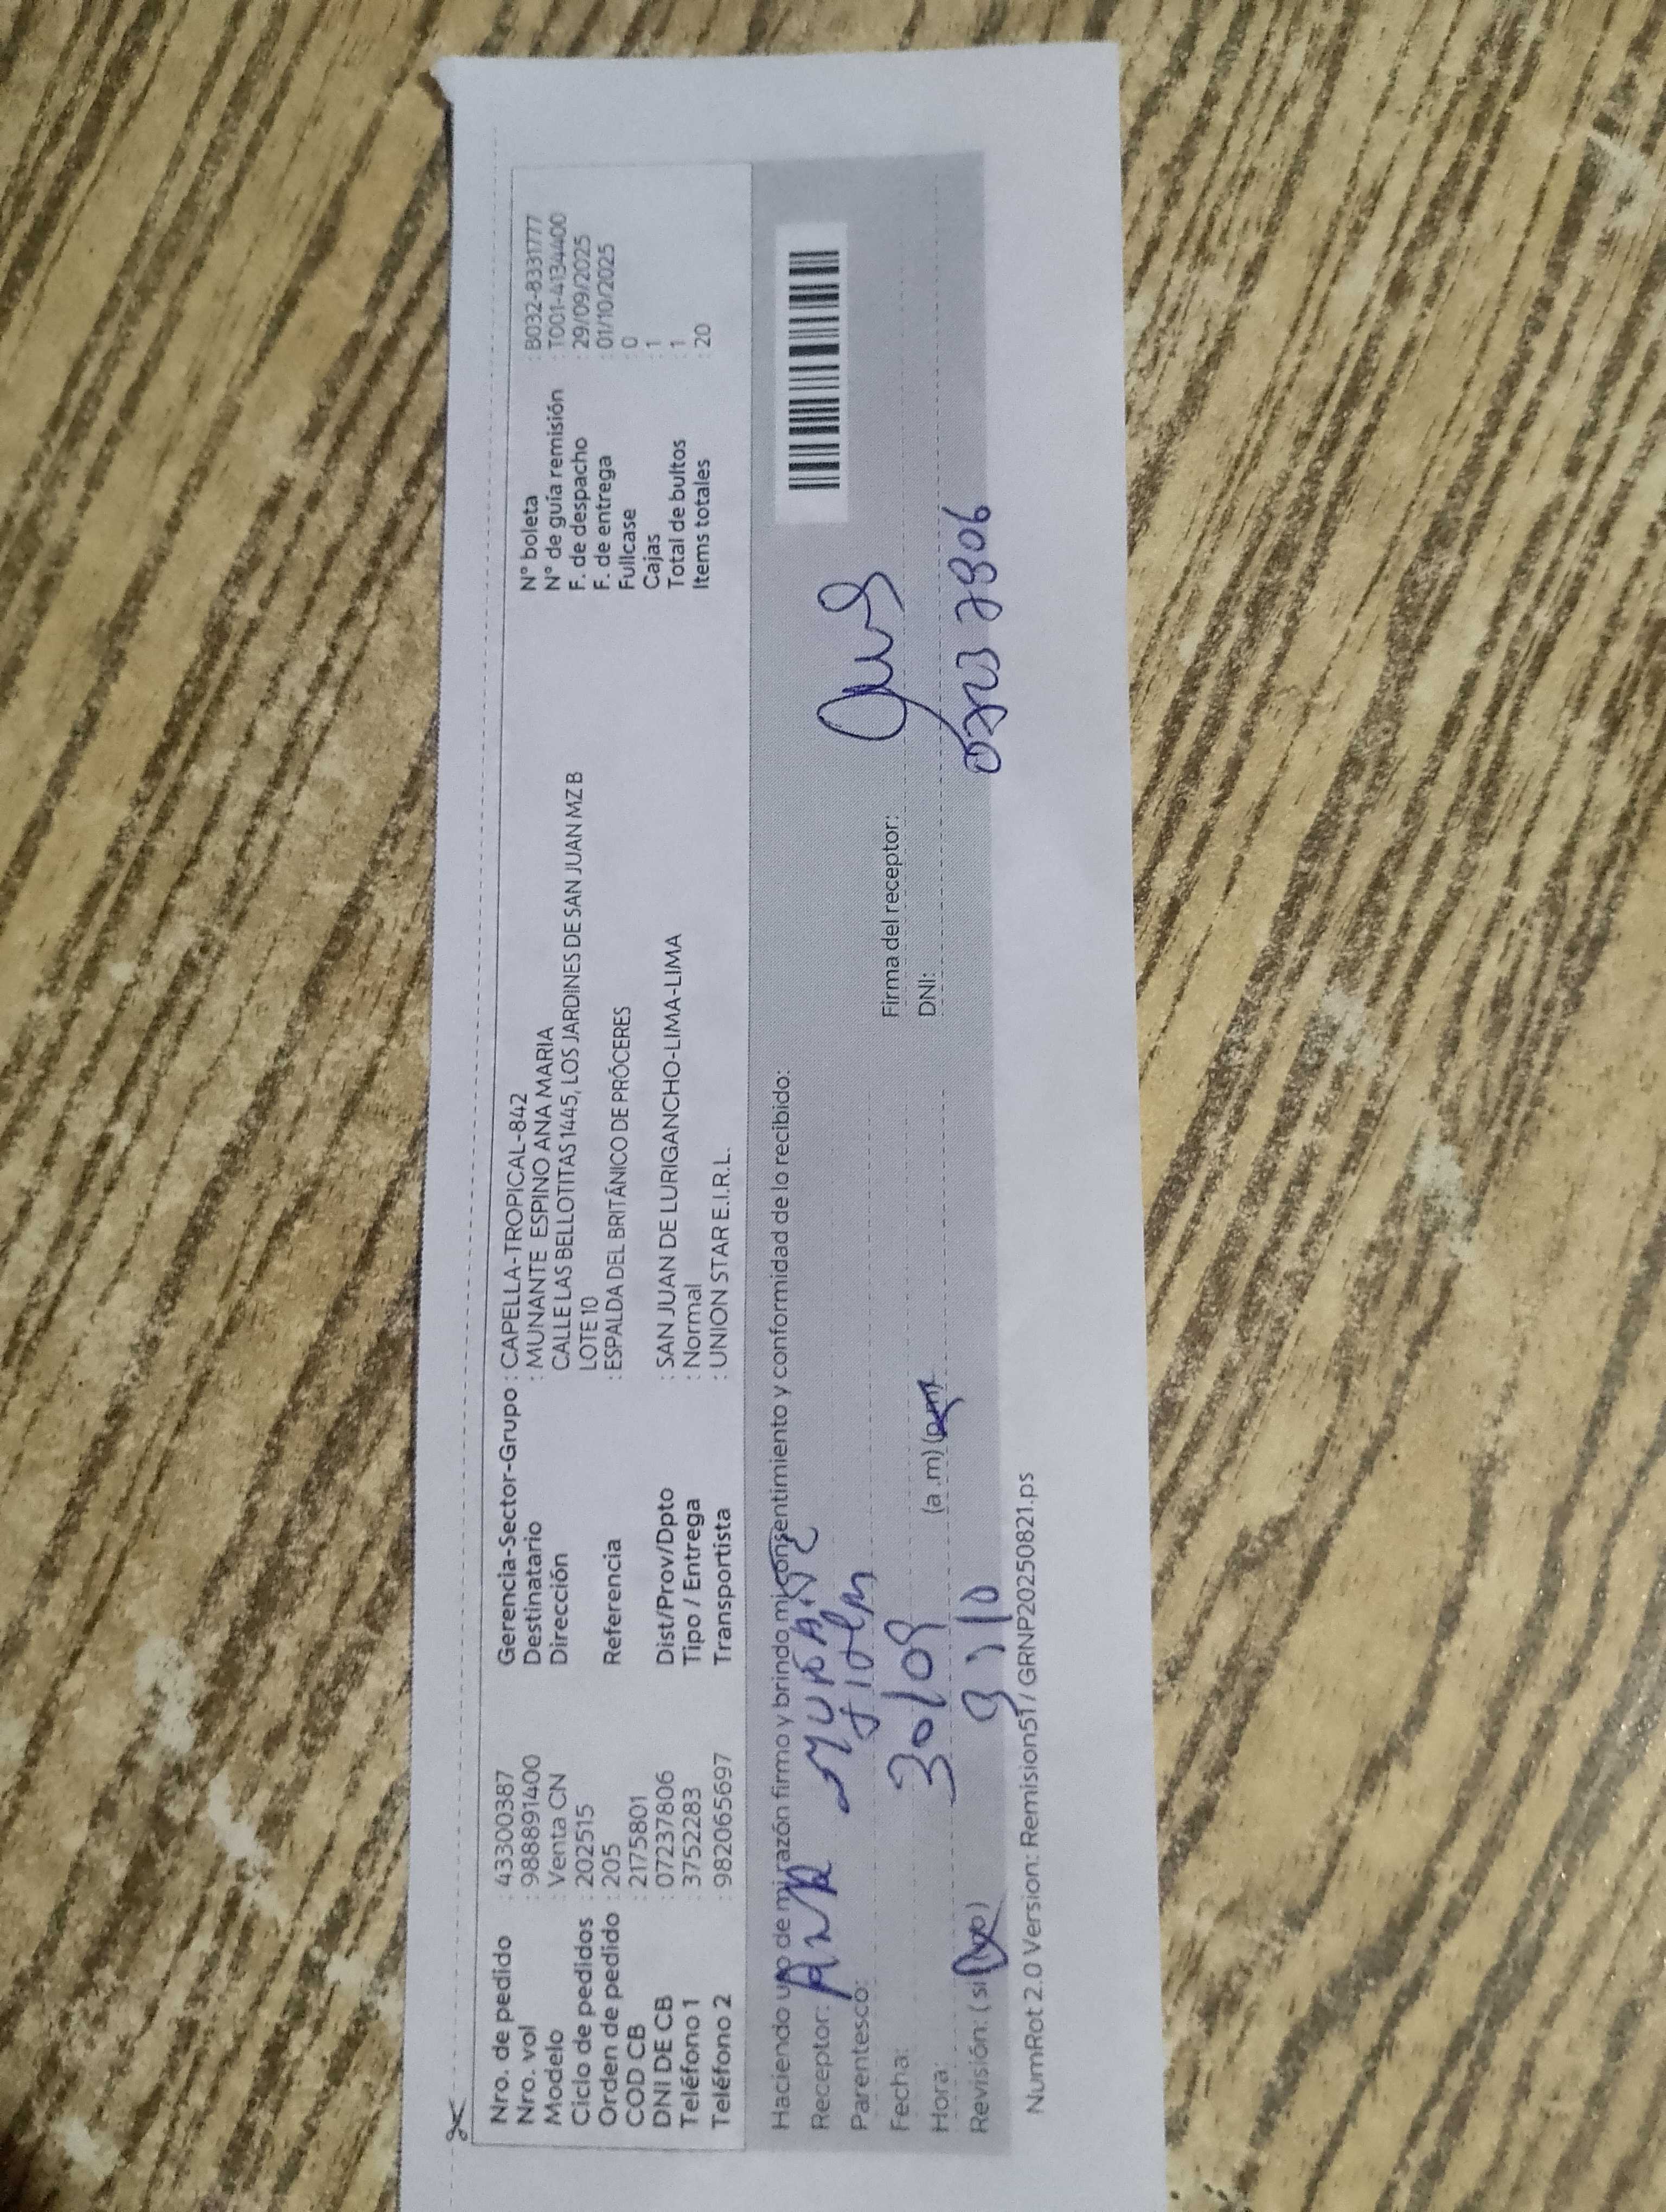 Nro. de pedido : 43300387
Nro. vol : 9888891400
Modelo : Venta CN
Ciclo de pedidos : 202515
Orden de pedido : 205
COD CB : 2175801
DNI DE CB : 07237806
Teléfono 1 : 3752283
Teléfono 2 : 982065697
Gerencia-Sector-Grupo : CAPELLA-TROPICAL-842
Destinatario : MUNANTE ESPINO ANA MARIA
Dirección CALLE LAS BELLOTITAS 1445, LOS JARDINES DE SAN JUAN MZ B
LOTE 10
Referencia : ESPALDA DEL BRITÁNICO DE PRÓCERES
Dist/Prov/Dpto : SAN JUAN DE LURIGANCHO-LIMA-LIMA
Tipo / Entrega : Normal
Transportista : UNION STAR E.I.R.L.
N° boleta : B032-8331777
N° de guía remisión : T001-4134400
F. de despacho : 29/09/2025
F. de entrega : 01/10/2025
Fullcase : 0
Cajas : 1
Total de bultos : 1
Items totales : 20
Haciendo uso de mi razón firmo y brindo mi consentimiento y conformidad de lo recibido:
Receptor: Ana
Parentesco:
Fecha: 30/09
Hora: 9,10 (a.m) (p.m)
Revisión: ( si ) (no)
Firma del receptor:
DNI: 07237806
NumRot 2.0 Version: Remision51 / GRNP20250821.ps